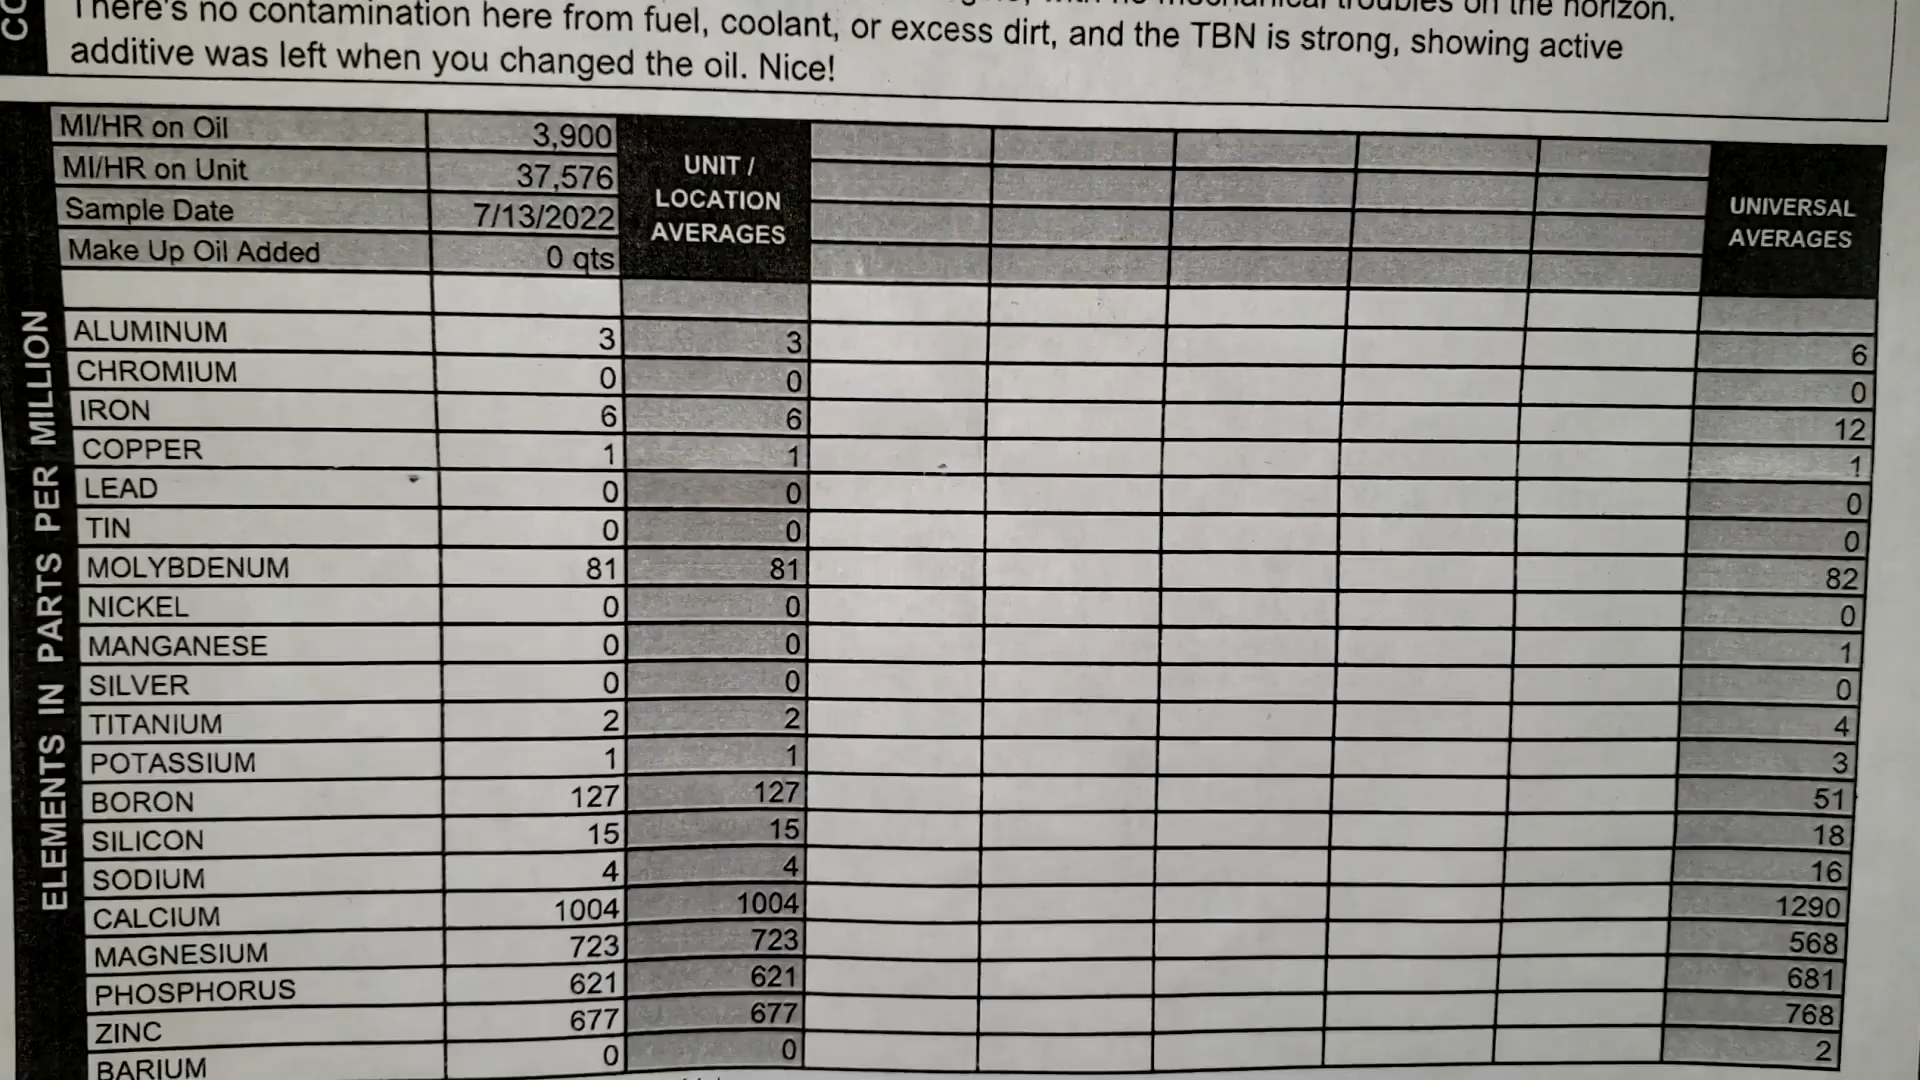 There's no contamination here from fuel, coolant, or excess dirt, and the TBN is strong, showing active
additive was left when you changed the oil. Nice!
MI/HR on Oil 3,900
MI/HR on Unit 37,576
Sample Date 7/13/2022
Make Up Oil Added 0 qts
UNIT /
LOCATION
AVERAGES
UNIVERSAL
AVERAGES
ELEMENTS IN PARTS PER MILLION
ALUMINUM 3 3 6
CHROMIUM 0 0 0
IRON 6 6 12
COPPER 1 1 1
LEAD 0 0 0
TIN 0 0 0
MOLYBDENUM 81 81 82
NICKEL 0 0 0
MANGANESE 0 0 1
SILVER 0 0 0
TITANIUM 2 2 4
POTASSIUM 1 1 3
BORON 127 127 51
SILICON 15 15 18
SODIUM 4 4 16
CALCIUM 1004 1004 1290
MAGNESIUM 723 723 568
PHOSPHORUS 621 621 681
ZINC 677 677 768
BARIUM 0 0 2